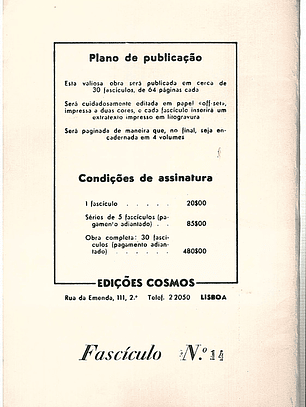 Plano de publicação
Esta valiosa obra será publicada em cerca de
30 fascículos, de 64 páginas cada
Será cuidadosamente editada em papel «off-set»,
impressa a duas cores, e cada fascículo inserirá um
extratexto impresso em litogravura
Será paginada de maneira que, no final, seja en-
cadernada em 4 volumes
Condições de assinatura
1 fascículo . . . . . 20$00
Séries de 5 fascículos (pa-
gamento adiantado) . . 85$00
Obra completa: 30 fascí-
culos (pagamento adian-
tado) . . . . . . 480$00
EDIÇÕES COSMOS
Rua da Emenda, 111, 2.º Telef. 2 2050 LISBOA
Fascículo N.º 14